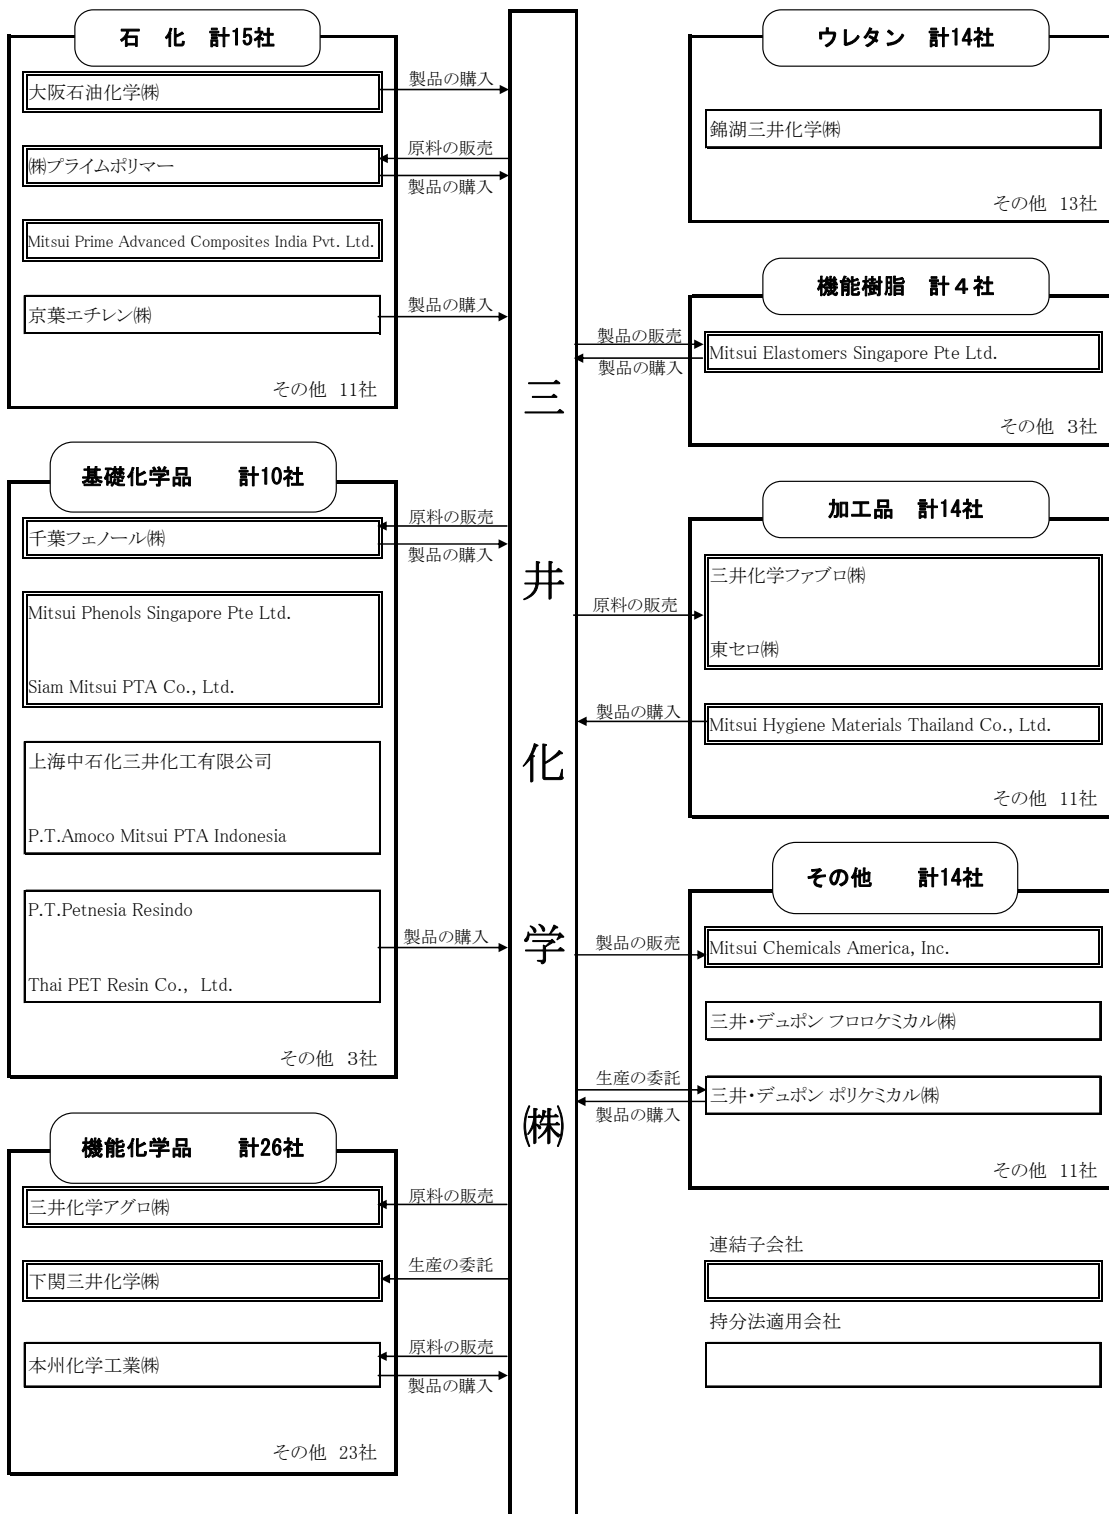 石　化　計15社
大阪石油化学㈱
製品の購入
㈱プライムポリマー
原料の販売
製品の購入
Mitsui Prime Advanced Composites India Pvt. Ltd.
京葉エチレン㈱
製品の購入
その他 11社
基礎化学品　計10社
千葉フェノール㈱
原料の販売
製品の購入
Mitsui Phenols Singapore Pte Ltd.
Siam Mitsui PTA Co., Ltd.
上海中石化三井化工有限公司
P.T.Amoco Mitsui PTA Indonesia
P.T.Petnesia Resindo
製品の購入
Thai PET Resin Co., Ltd.
その他 3社
機能化学品　計26社
三井化学アグロ㈱
原料の販売
下関三井化学㈱
生産の委託
本州化学工業㈱
原料の販売
製品の購入
その他 23社
三
井
化
学
㈱
ウレタン　計14社
錦湖三井化学㈱
その他 13社
機能樹脂　計４社
製品の販売
製品の購入
Mitsui Elastomers Singapore Pte Ltd.
その他 3社
加工品　計14社
三井化学ファブロ㈱
原料の販売
東セロ㈱
製品の購入
Mitsui Hygiene Materials Thailand Co., Ltd.
その他 11社
その他　計14社
製品の販売
Mitsui Chemicals America, Inc.
三井・デュポン フロロケミカル㈱
生産の委託
製品の購入
三井・デュポン ポリケミカル㈱
その他 11社
連結子会社
持分法適用会社